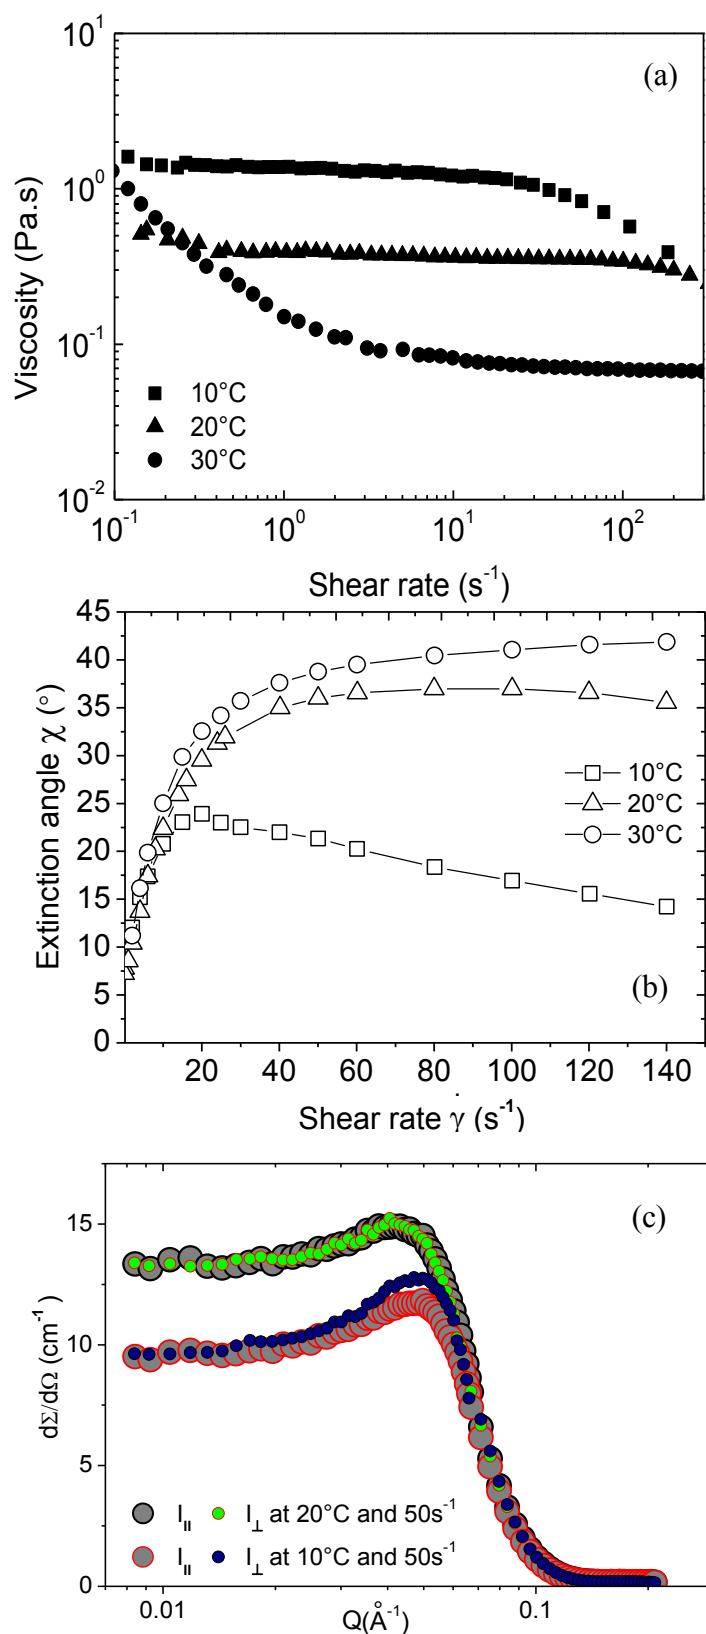 10¹
(a)
10⁰
Viscosity (Pa.s)
10⁻¹
10°C
20°C
30°C
10⁻²
10⁻¹ 10⁰ 10¹ 10²
Shear rate (s⁻¹)
45
40
35
30
25
20
15
10
5
0
Extinction angle χ (°)
10°C
20°C
30°C
(b)
0 20 40 60 80 100 120 140
Shear rate γ̇ (s⁻¹)
15
10
5
0
(c)
dΣ/dΩ (cm⁻¹)
I∥ I⊥ at 20°C and 50s⁻¹
I∥ I⊥ at 10°C and 50s⁻¹
0.01 0.1
Q(Å⁻¹)